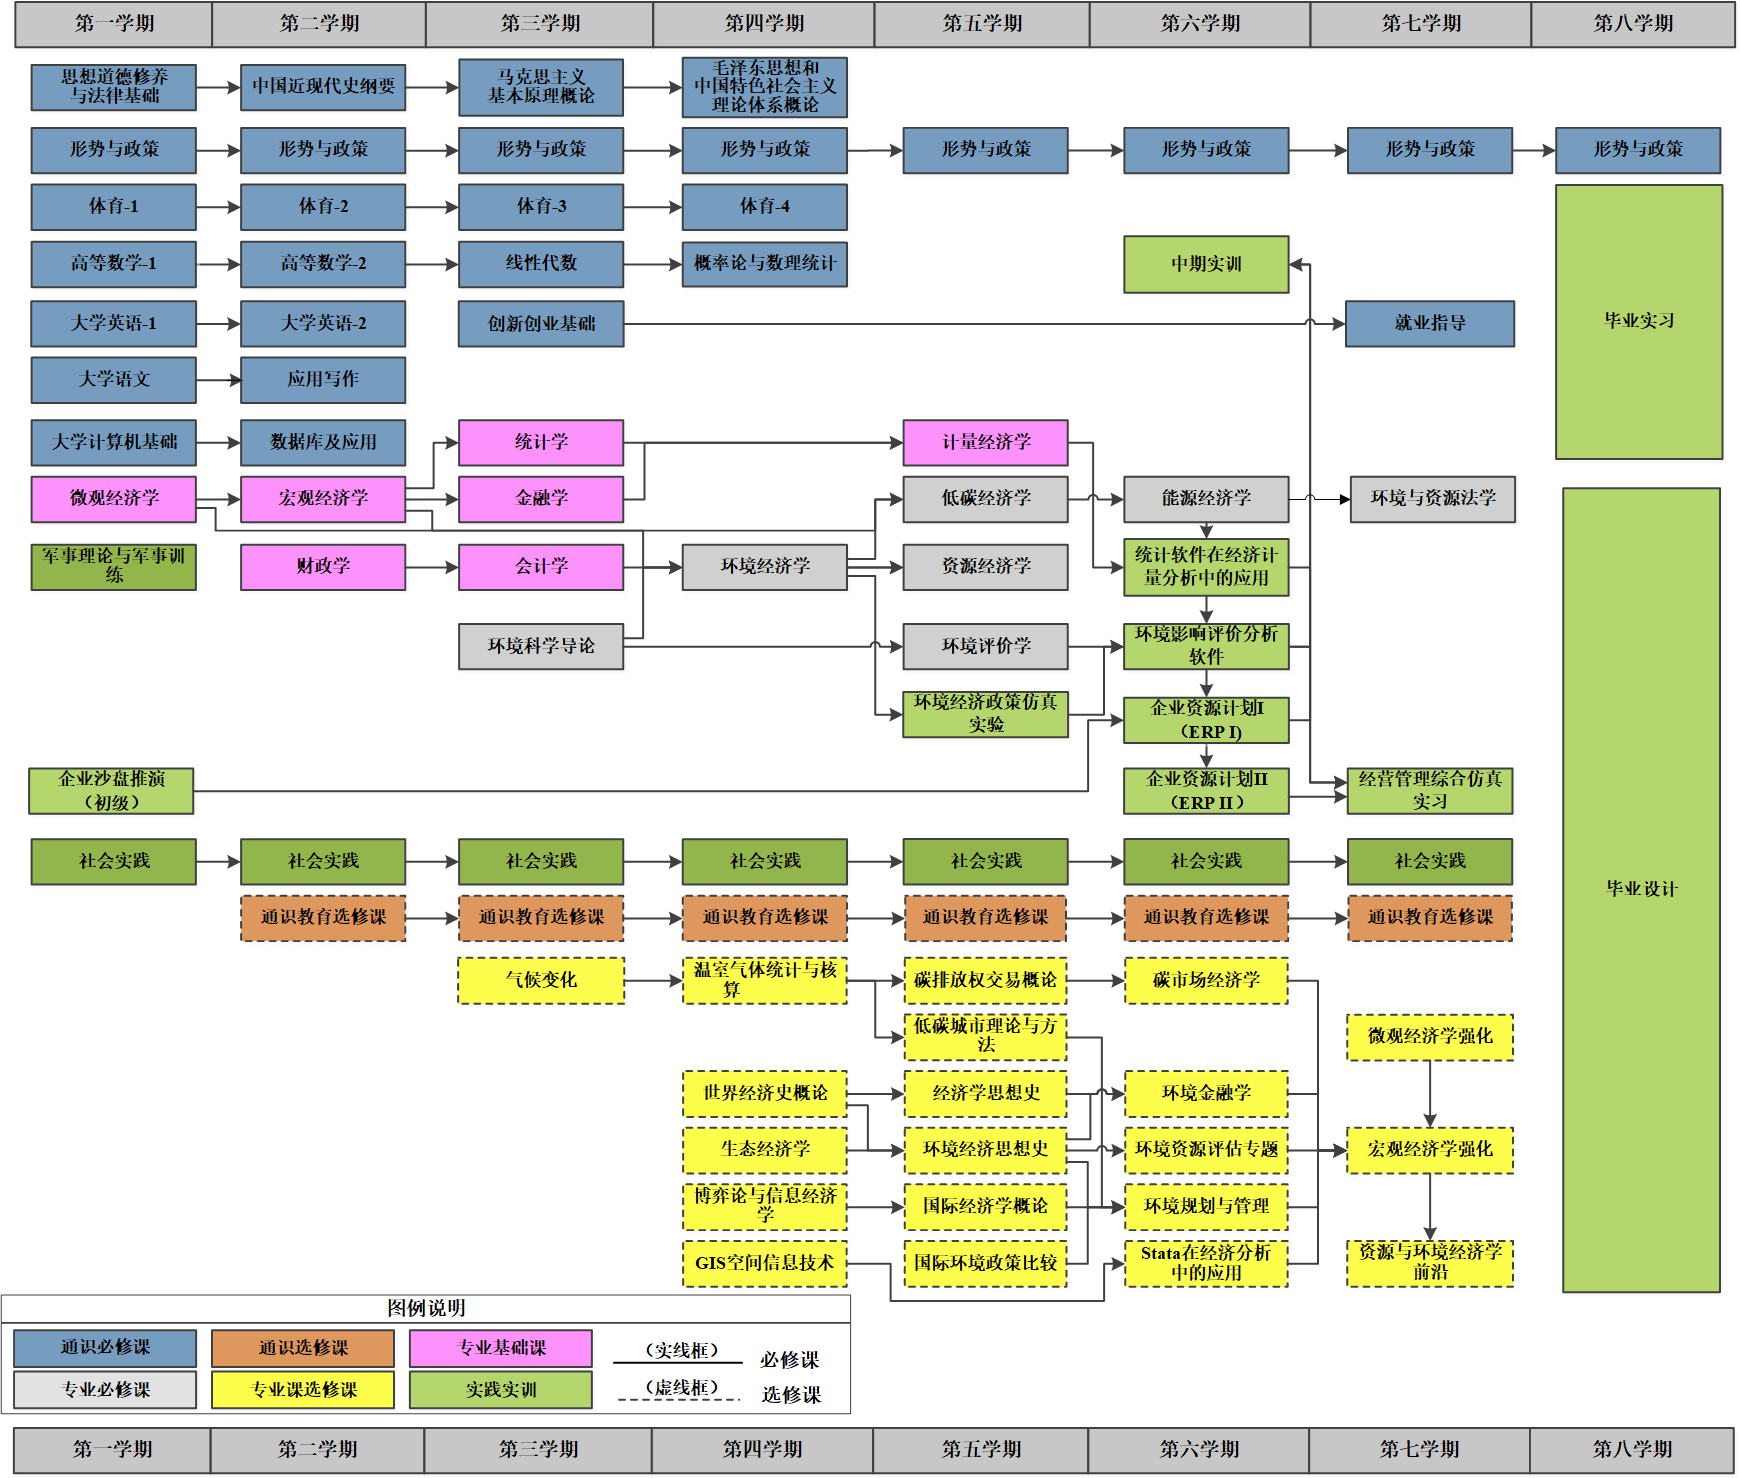 第一学期 第二学期 第三学期 第四学期 第五学期 第六学期 第七学期 第八学期
思想道德修养
与法律基础
中国近现代史纲要
马克思主义
基本原理概论
毛泽东思想和
中国特色社会主义
理论体系概论
形势与政策 形势与政策 形势与政策 形势与政策 形势与政策 形势与政策 形势与政策 形势与政策
体育-1 体育-2 体育-3 体育-4
高等数学-1 高等数学-2 线性代数 概率论与数理统计 中期实训
大学英语-1 大学英语-2 创新创业基础 就业指导 毕业实习
大学语文 应用写作
大学计算机基础 数据库及应用 统计学 计量经济学
微观经济学 宏观经济学 金融学 低碳经济学 能源经济学 环境与资源法学
军事理论与军事训
练
财政学 会计学 环境经济学 资源经济学
统计软件在经济计
量分析中的应用
环境科学导论 环境评价学
环境影响评价分析
软件
环境经济政策仿真
实验
企业资源计划I
（ERP I)
企业沙盘推演
（初级）
企业资源计划II
（ERP II）
经营管理综合仿真
实习
社会实践 社会实践 社会实践 社会实践 社会实践 社会实践 社会实践
毕业设计
通识教育选修课 通识教育选修课 通识教育选修课 通识教育选修课 通识教育选修课 通识教育选修课
气候变化
温室气体统计与核
算
碳排放权交易概论 碳市场经济学
低碳城市理论与方
法
微观经济学强化
世界经济史概论 经济学思想史 环境金融学
生态经济学 环境经济思想史 环境资源评估专题 宏观经济学强化
博弈论与信息经济
学
国际经济学概论 环境规划与管理
GIS空间信息技术 国际环境政策比较
Stata在经济分析
中的应用
资源与环境经济学
前沿
图例说明
通识必修课 通识选修课 专业基础课 （实线框） 必修课
专业必修课 专业课选修课 实践实训 （虚线框） 选修课
第一学期 第二学期 第三学期 第四学期 第五学期 第六学期 第七学期 第八学期